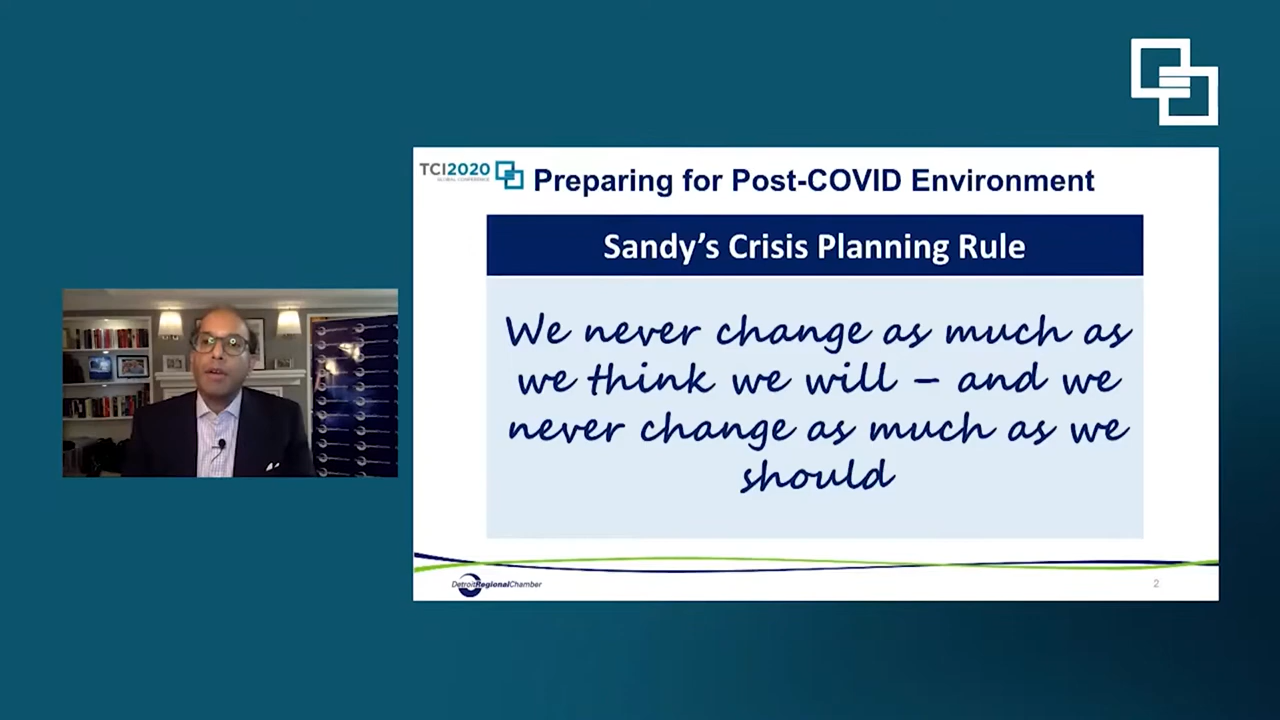 TCI2020
GLOBAL CONFERENCE
Preparing for Post-COVID Environment
Sandy's Crisis Planning Rule
We never change as much as
we think we will – and we
never change as much as we
should
DetroitRegionalChamber
2